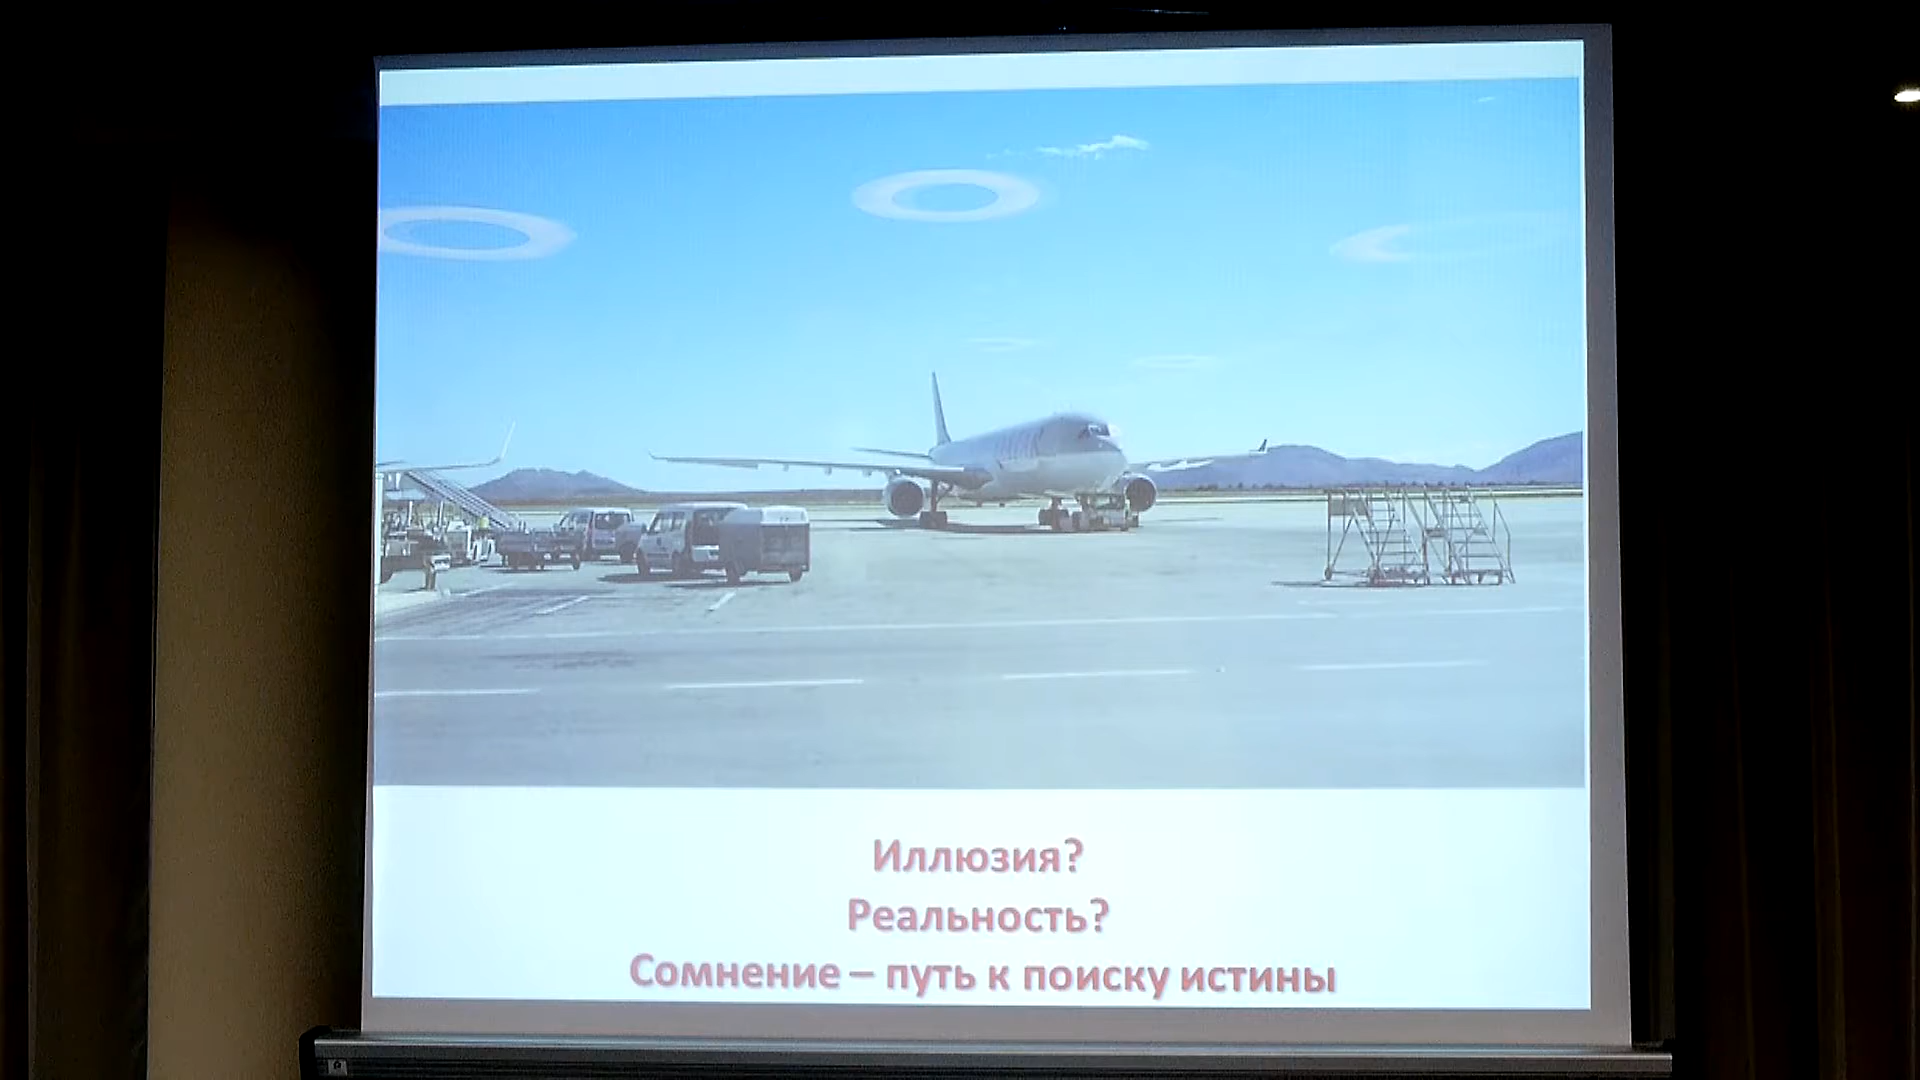 Иллюзия?
Реальность?
Сомнение – путь к поиску истины